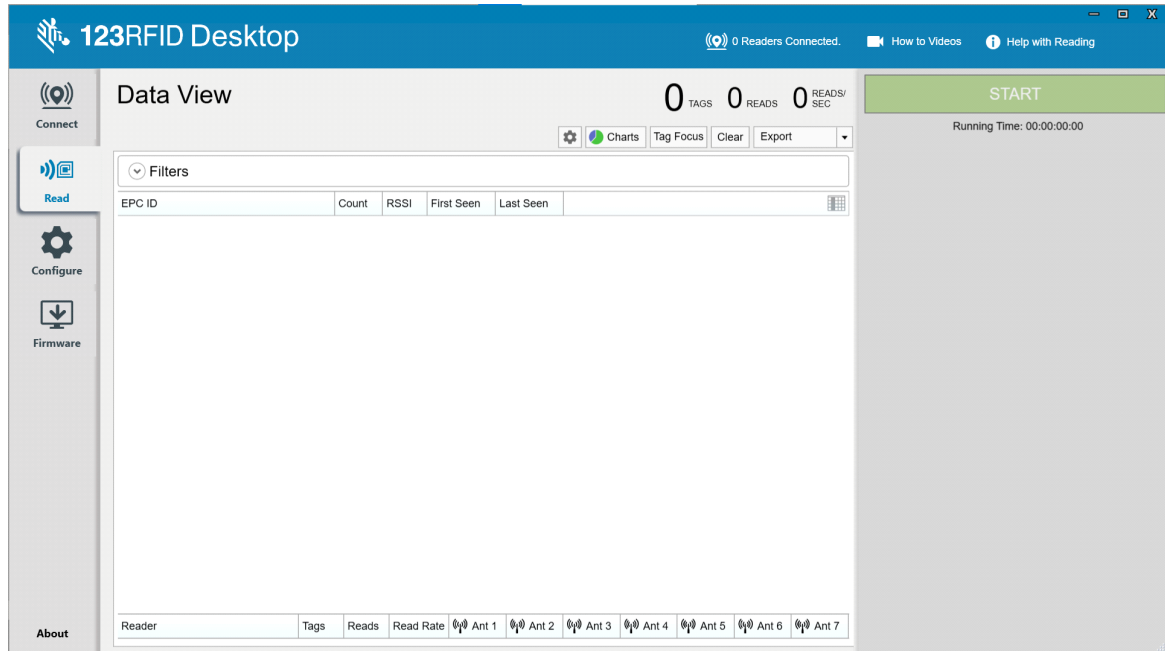 123RFID Desktop
0 Readers Connected.
How to Videos
Help with Reading
Connect
Read
Configure
Firmware
About
Data View
0 TAGS 0 READS 0 READS/SEC
Charts Tag Focus Clear Export
Filters
EPC ID Count RSSI First Seen Last Seen
Reader Tags Reads Read Rate Ant 1 Ant 2 Ant 3 Ant 4 Ant 5 Ant 6 Ant 7
START
Running Time: 00:00:00:00